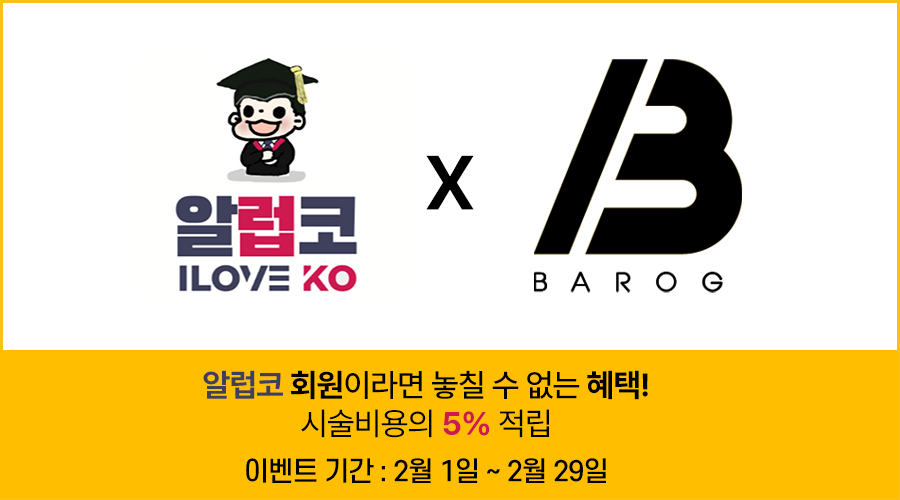 알럽코
ILOVE KO
X
B
BAROG
알럽코 회원이라면 놓칠 수 없는 혜택!
시술비용의 5% 적립
이벤트 기간 : 2월 1일 ~ 2월 29일